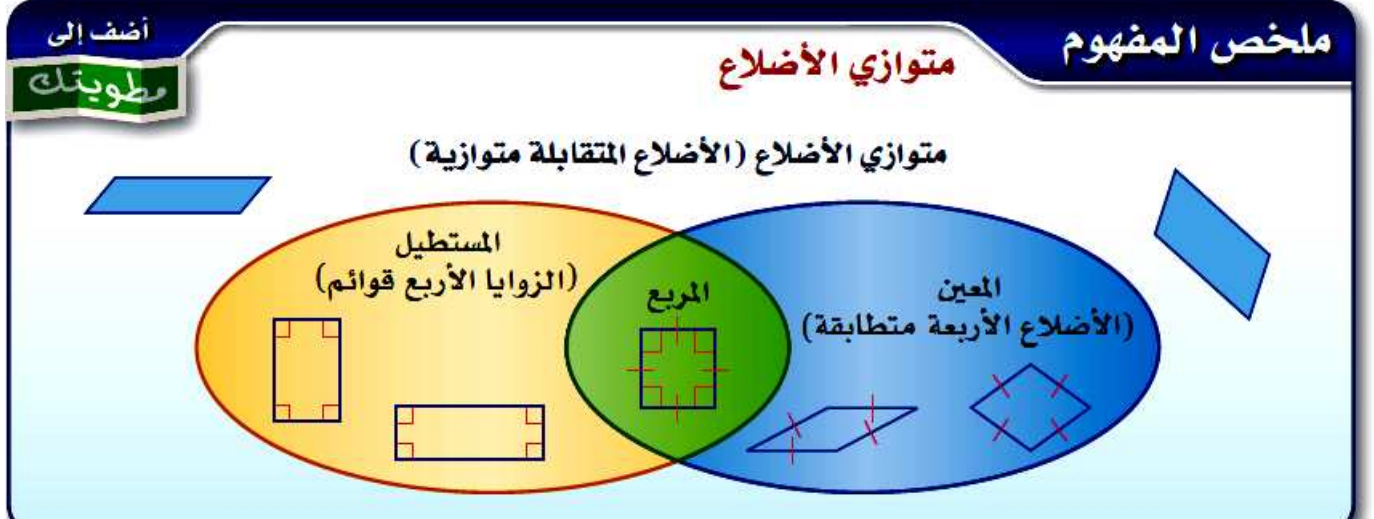 ملخص المفهوم
متوازي الأضلاع
أضف إلى
مطويتك
متوازي الأضلاع (الأضلاع المتقابلة متوازية)
المعين
(الأضلاع الأربعة متطابقة)
المربع
المستطيل
(الزوايا الأربع قوائم)